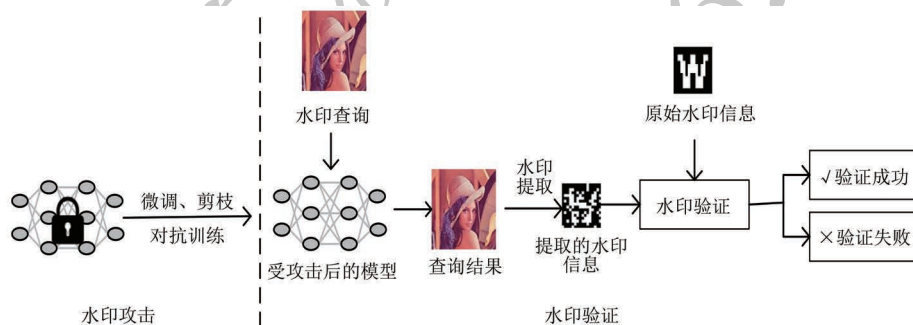 水印查询
W
原始水印信息
微调、剪枝
对抗训练
受攻击后的模型
查询结果
水印
提取
提取的水印
信息
水印验证
√验证成功
×验证失败
水印攻击
水印验证